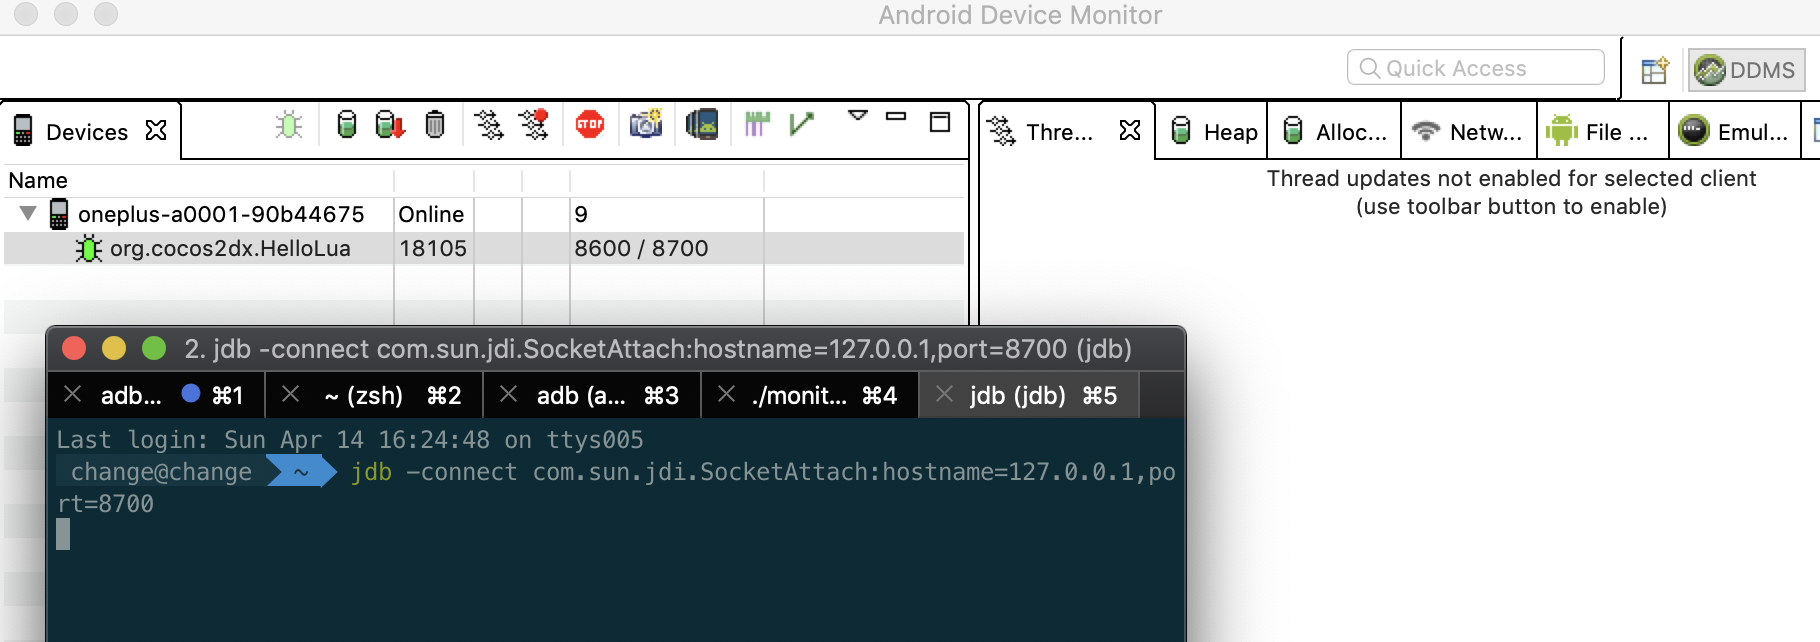 Android Device Monitor
Quick Access
DDMS
Devices
Thre...
Heap
Alloc...
Netw...
File ...
Emul...
Name
Thread updates not enabled for selected client
(use toolbar button to enable)
oneplus-a0001-90b44675 Online 9
org.cocos2dx.HelloLua 18105 8600 / 8700
2. jdb -connect com.sun.jdi.SocketAttach:hostname=127.0.0.1,port=8700 (jdb)
adb... ⌘1
~ (zsh) ⌘2
adb (a... ⌘3
./monit... ⌘4
jdb (jdb) ⌘5
Last login: Sun Apr 14 16:24:48 on ttys005
change@change ~ jdb -connect com.sun.jdi.SocketAttach:hostname=127.0.0.1,po
rt=8700